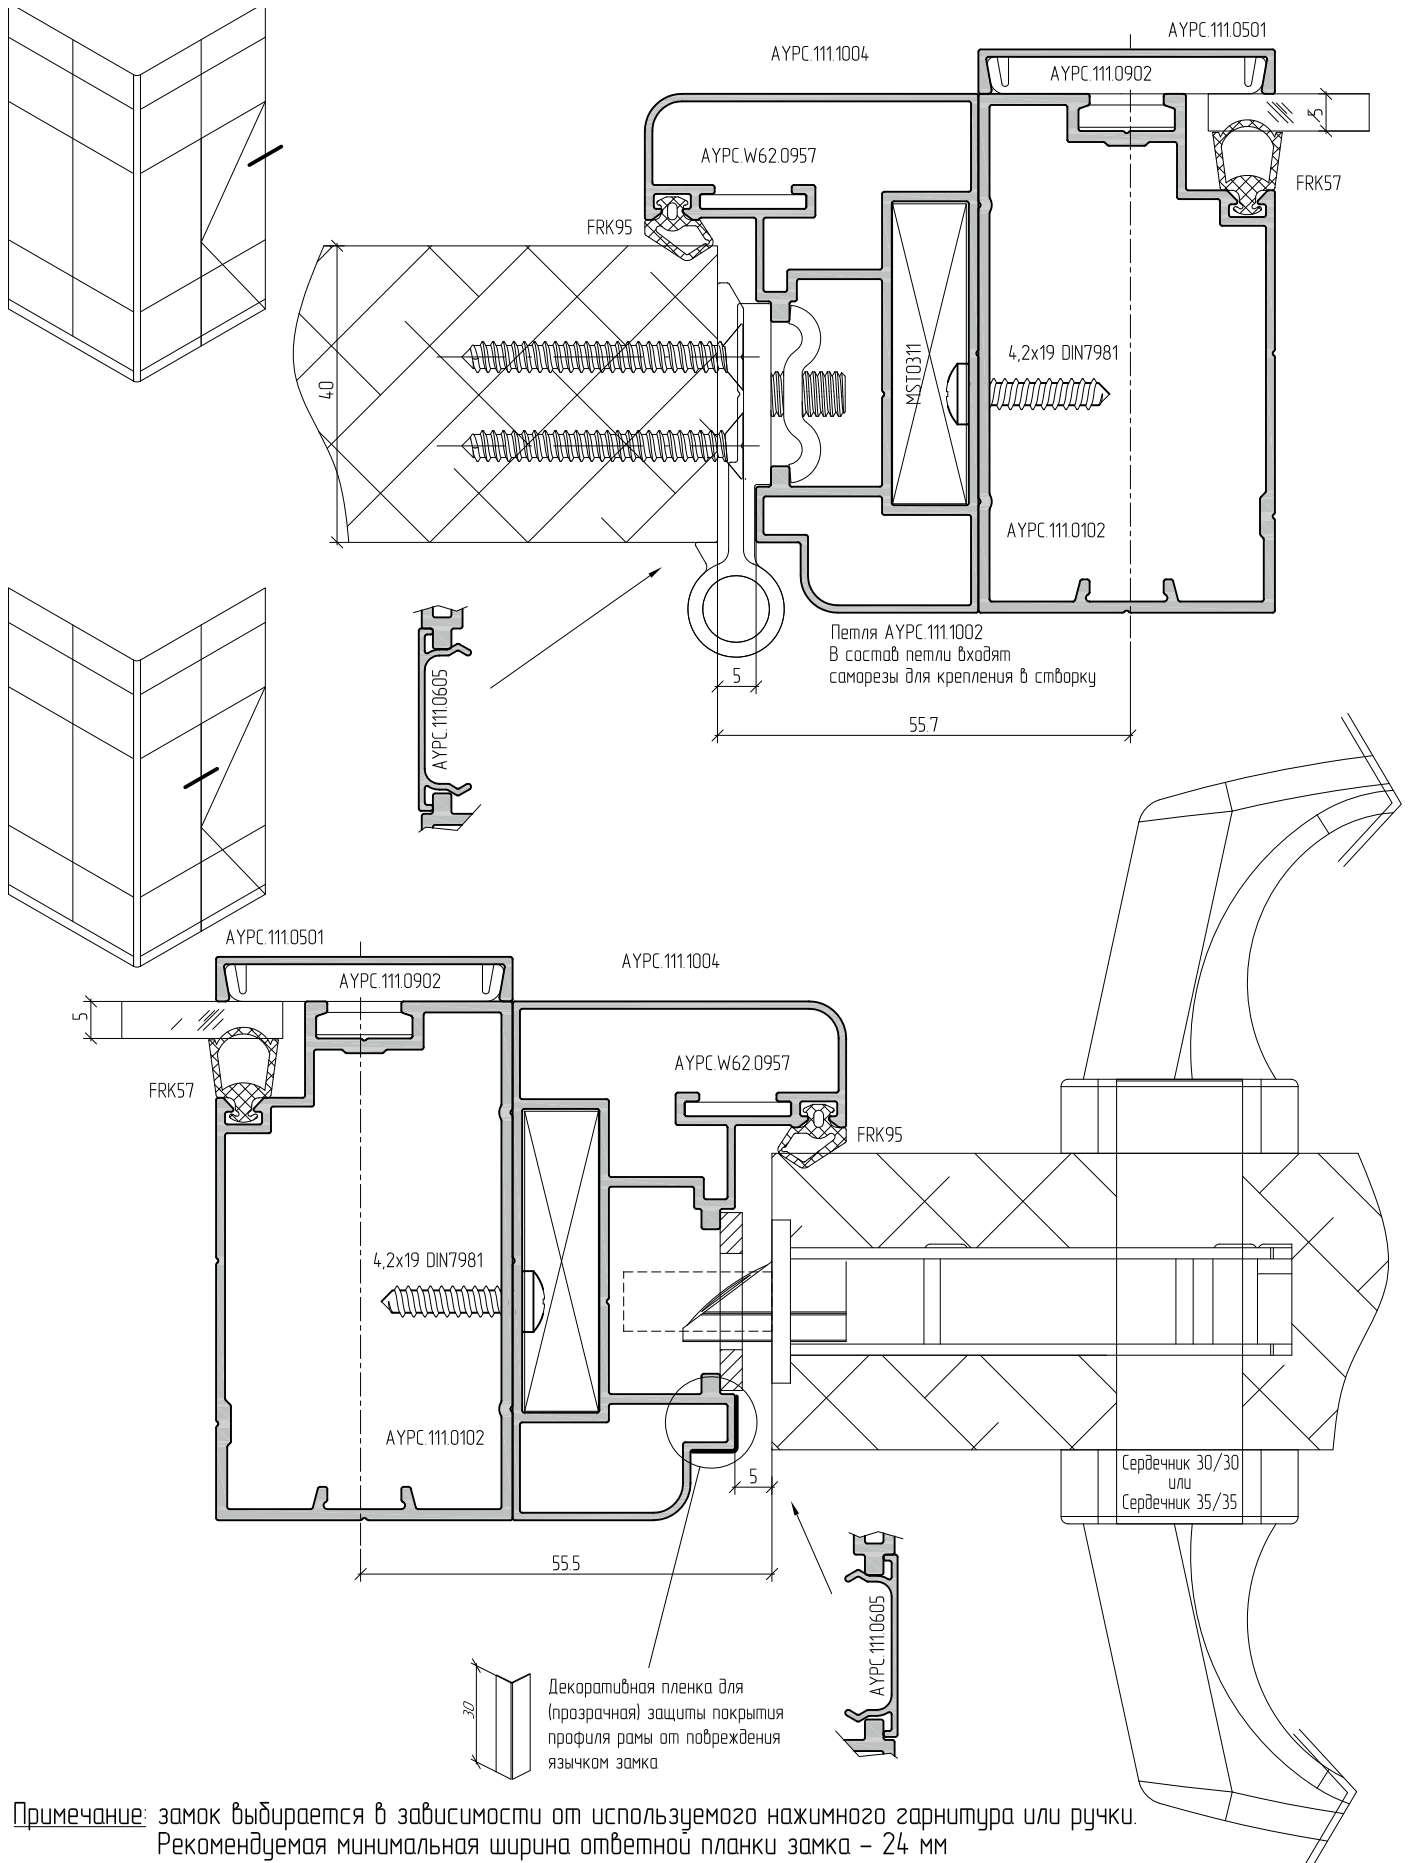 AYPC.111.0501
AYPC.111.1004
AYPC.111.0902
5
AYPC.W62.0957
FRK57
FRK95
4,2x19 DIN7981
MST0311
40
AYPC.111.0102
Петля AYPC.111.1002
В состав петли входят
саморезы для крепления в створку
AYPC.111.0605
5
55.7
AYPC.111.0501
AYPC.111.1004
AYPC.111.0902
5
AYPC.W62.0957
FRK57
FRK95
4,2x19 DIN7981
AYPC.111.0102
Сердечник 30/30
или
Сердечник 35/35
5
55.5
AYPC.111.0605
30
Декоративная пленка для
(прозрачная) защиты покрытия
профиля рамы от повреждения
язычком замка
Примечание: замок выбирается в зависимости от используемого нажимного гарнитура или ручки.
Рекомендуемая минимальная ширина ответной планки замка – 24 мм